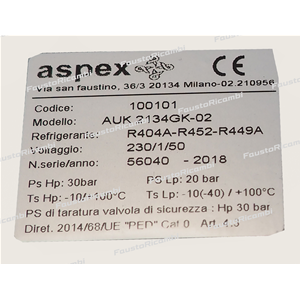 aspex CE
Via san faustino, 36/3 20134 Milano-02.210956
Codice: 100101
Modello: AUK 2134GK-02
Refrigerante: R404A-R452-R449A
Voltaggio: 230/1/50
N.serie/anno: 56040 - 2018
Ps Hp: 30bar PS Lp: 20 bar
Ts Hp: -10/+100°C Ts Lp: -10(-40) / +100°C
PS di taratura valvola di sicurezza : Hp 30 bar
Diret. 2014/68/UE "PED" Cat 0 Art. 4.3
FaustoRicambi